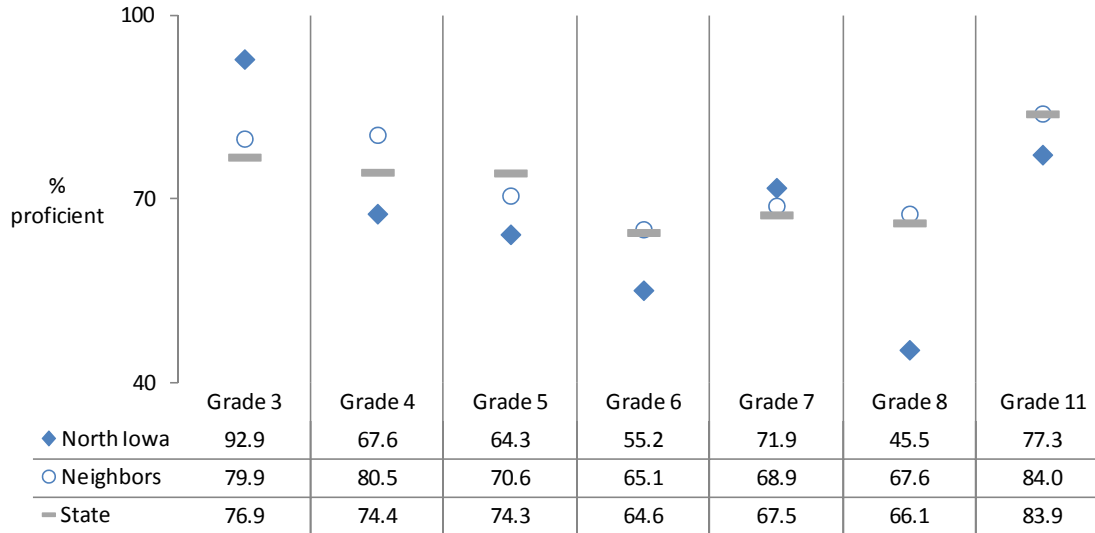 100
%
proficient
70
40
Grade 3 Grade 4 Grade 5 Grade 6 Grade 7 Grade 8 Grade 11
North Iowa 92.9 67.6 64.3 55.2 71.9 45.5 77.3
Neighbors 79.9 80.5 70.6 65.1 68.9 67.6 84.0
State 76.9 74.4 74.3 64.6 67.5 66.1 83.9